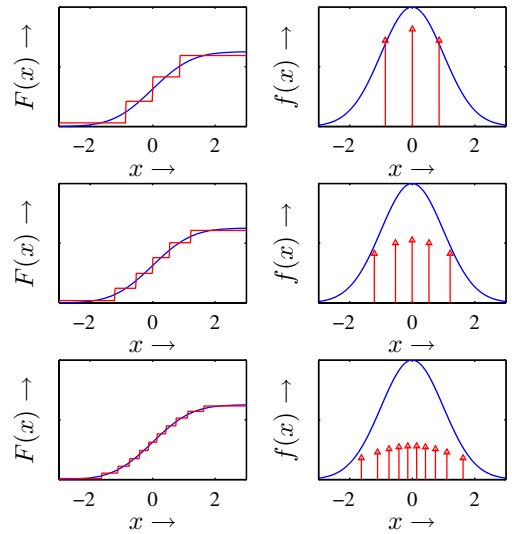 F(x) →
−2 0 2
x →
f(x) →
−2 0 2
x →
F(x) →
−2 0 2
x →
f(x) →
−2 0 2
x →
F(x) →
−2 0 2
x →
f(x) →
−2 0 2
x →